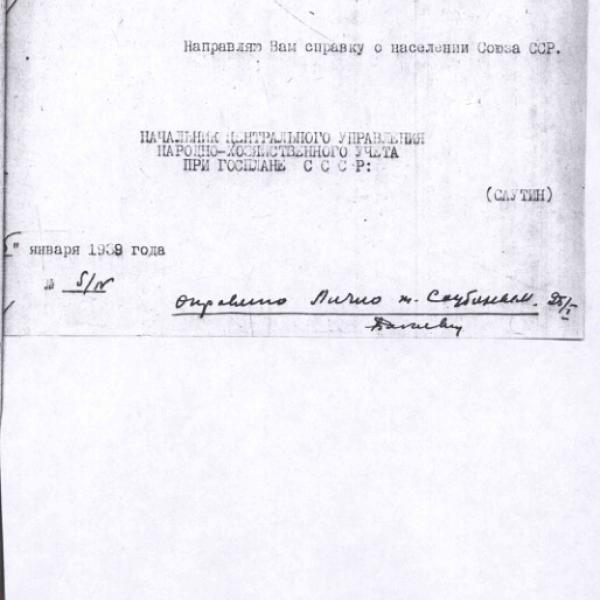 Направляю Вам справку о населении Союза ССР.
НАЧАЛЬНИК ЦЕНТРАЛЬНОГО УПРАВЛЕНИЯ
НАРОДНО-ХОЗЯЙСТВЕННОГО УЧЕТА
ПРИ ГОСПЛАНЕ С С С Р:
(САУТИН)
" января 1939 года
№ 5/
Лично т.